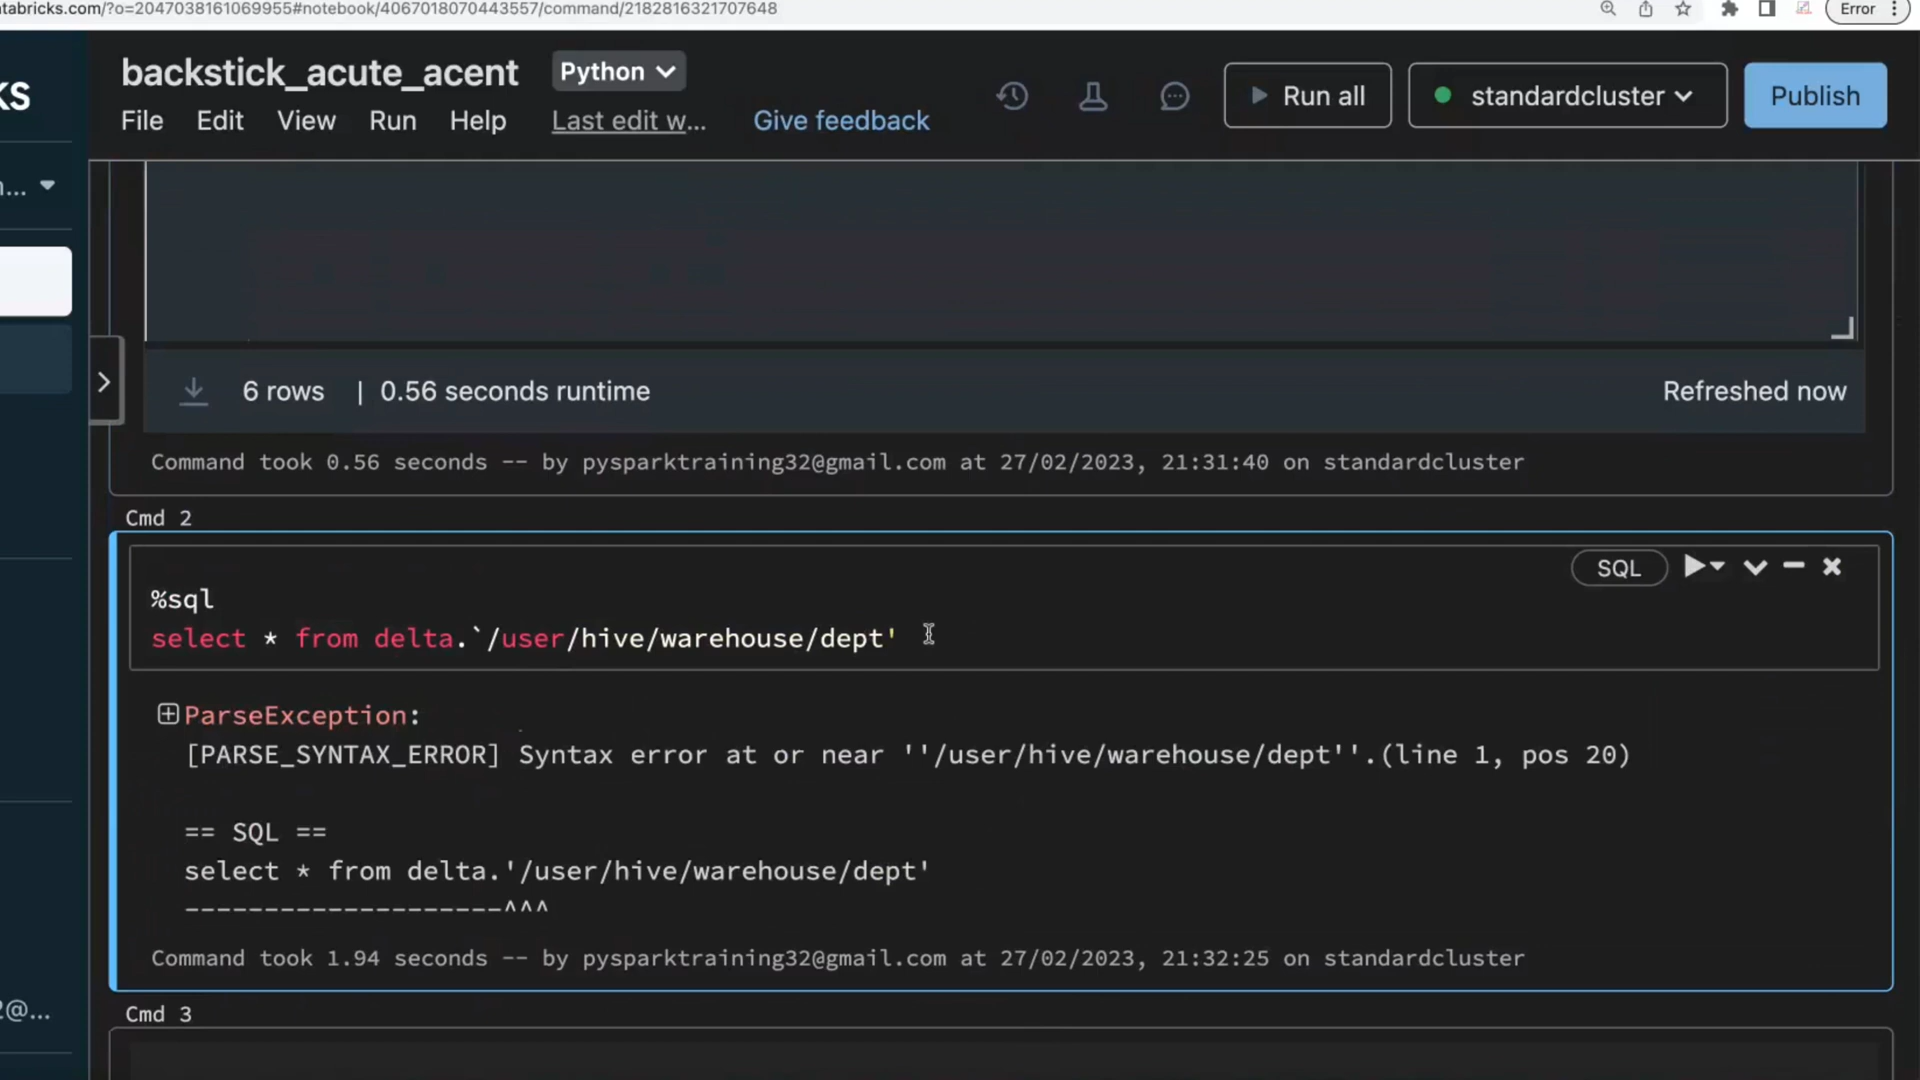 tabricks.com/?o=2047038161069955#notebook/4067018070443557/command/2182816321707648
Error
KS
backstick_acute_acent
Python
File
Edit
View
Run
Help
Last edit w...
Give feedback
Run all
standardcluster
Publish
n...
6 rows | 0.56 seconds runtime
Refreshed now
Command took 0.56 seconds -- by pysparktraining32@gmail.com at 27/02/2023, 21:31:40 on standardcluster
Cmd 2
SQL
%sql
select * from delta.`/user/hive/warehouse/dept'
ParseException:
[PARSE_SYNTAX_ERROR] Syntax error at or near ''/user/hive/warehouse/dept''.(line 1, pos 20)
== SQL ==
select * from delta.'/user/hive/warehouse/dept'
--------------------^^^
Command took 1.94 seconds -- by pysparktraining32@gmail.com at 27/02/2023, 21:32:25 on standardcluster
2@...
Cmd 3